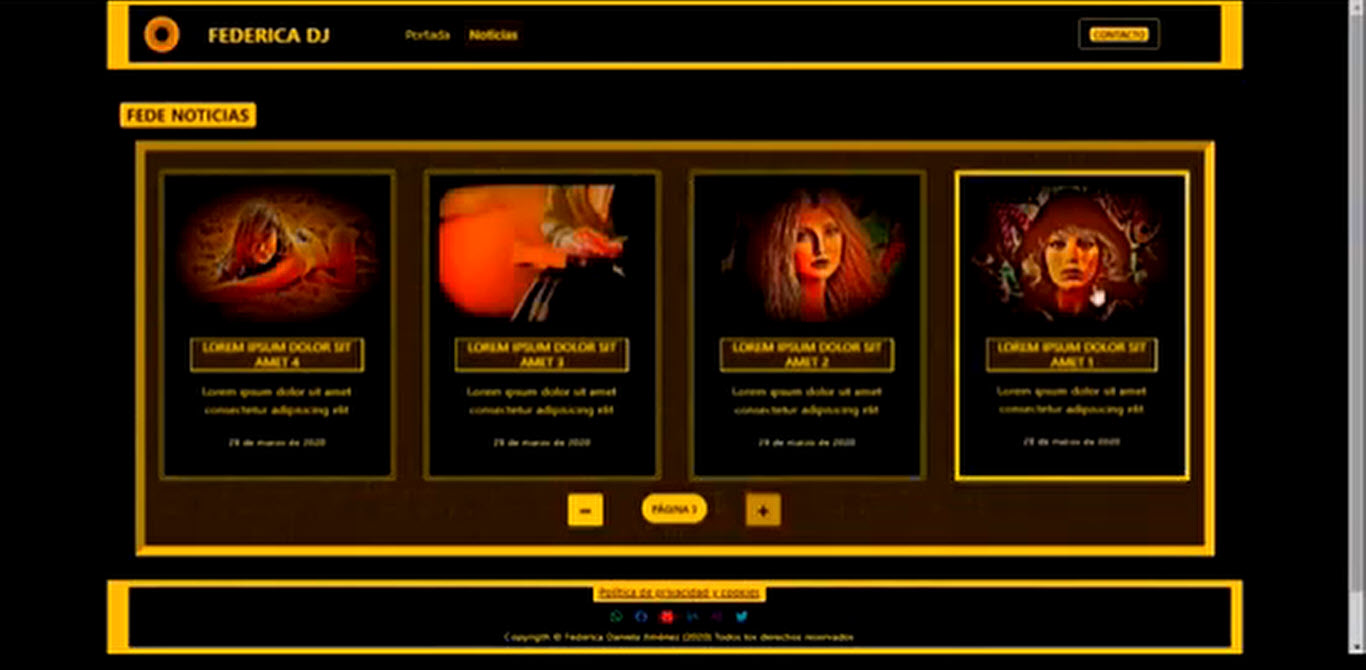 FEDERICA DJ
Portada
Noticias
CONTACTO
FEDE NOTICIAS
LOREM IPSUM DOLOR SIT
AMET 4
Lorem ipsum dolor sit amet
consectetur adipisicing elit
28 de marzo de 2020
LOREM IPSUM DOLOR SIT
AMET 3
Lorem ipsum dolor sit amet
consectetur adipisicing elit
28 de marzo de 2020
LOREM IPSUM DOLOR SIT
AMET 2
Lorem ipsum dolor sit amet
consectetur adipisicing elit
28 de marzo de 2020
LOREM IPSUM DOLOR SIT
AMET 1
Lorem ipsum dolor sit amet
consectetur adipisicing elit
28 de marzo de 2020
-
PÁGINA 3
+
Política de privacidad y cookies
Copyright © Federica Daniela Jiménez (2020) Todos los derechos reservados